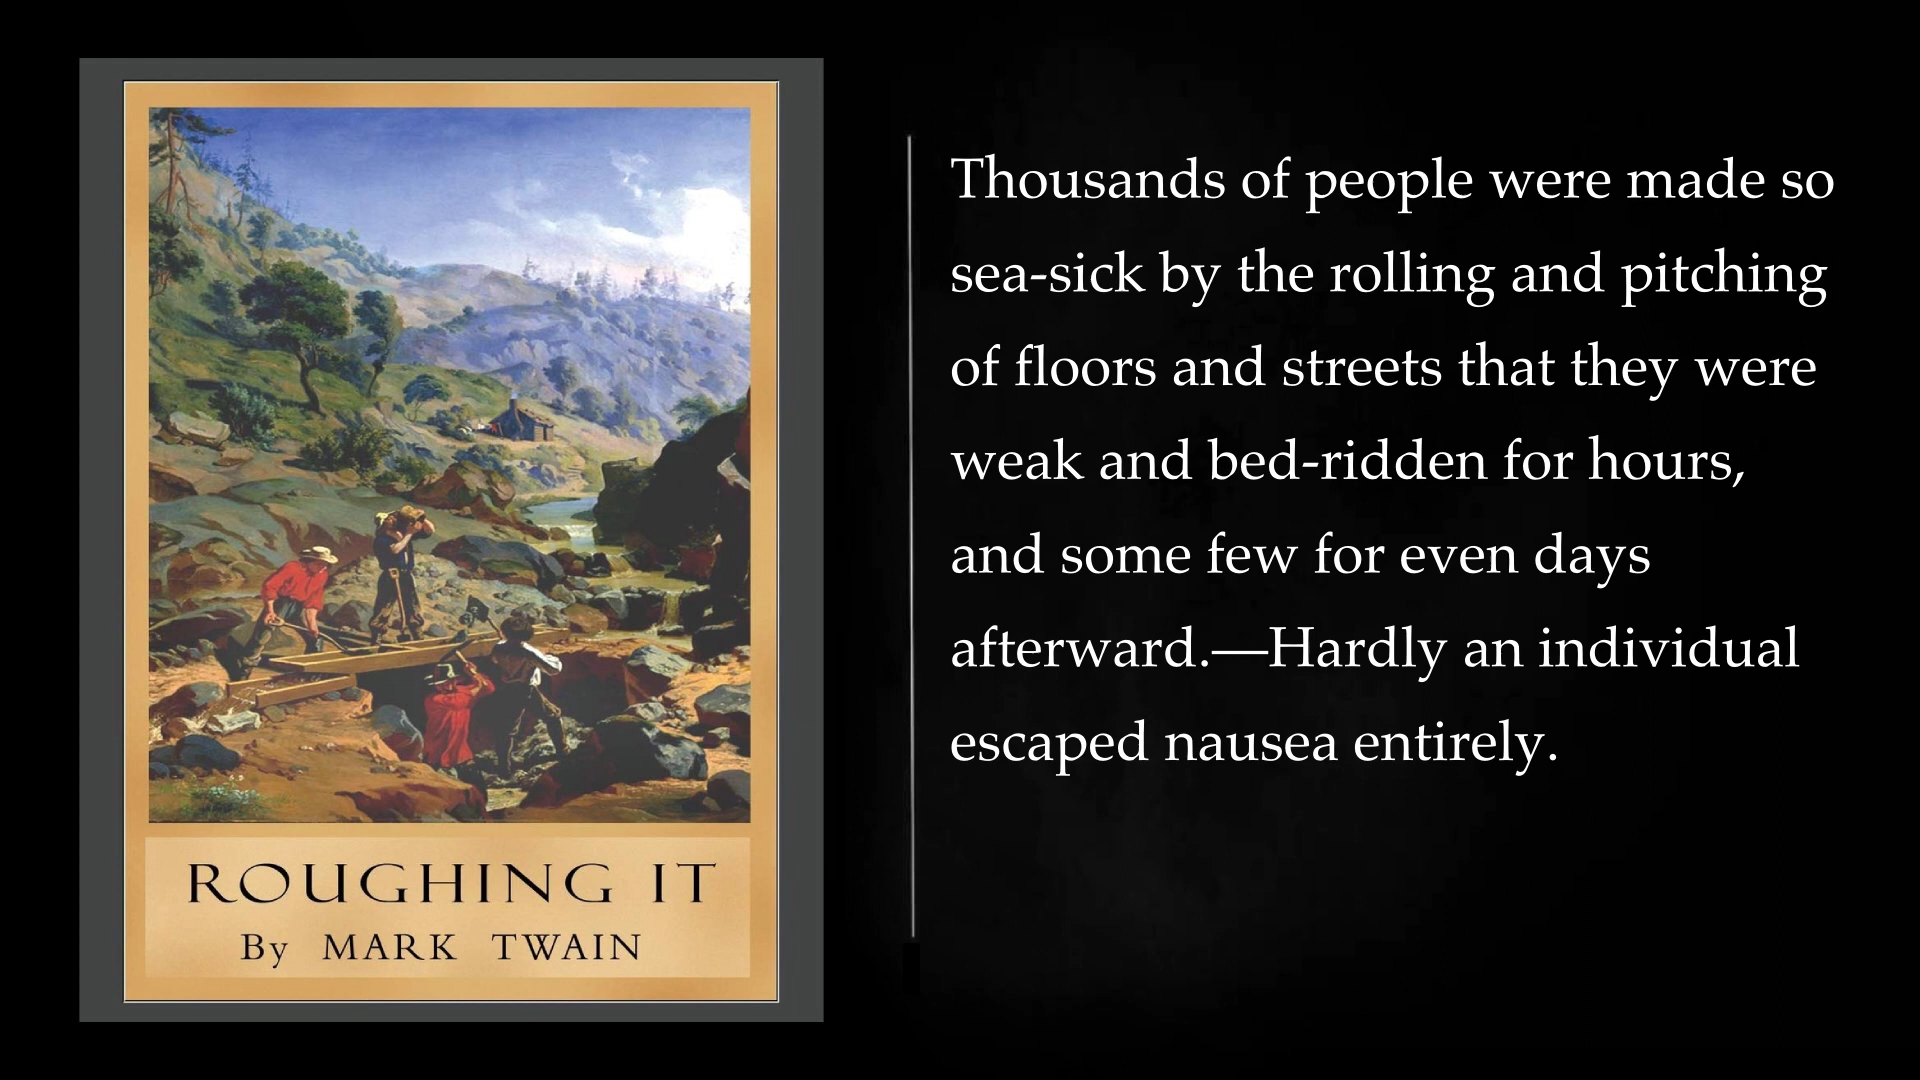 Thousands of people were made so
sea-sick by the rolling and pitching
of floors and streets that they were
weak and bed-ridden for hours,
and some few for even days
afterward.—Hardly an individual
escaped nausea entirely.
ROUGHING IT
By MARK TWAIN